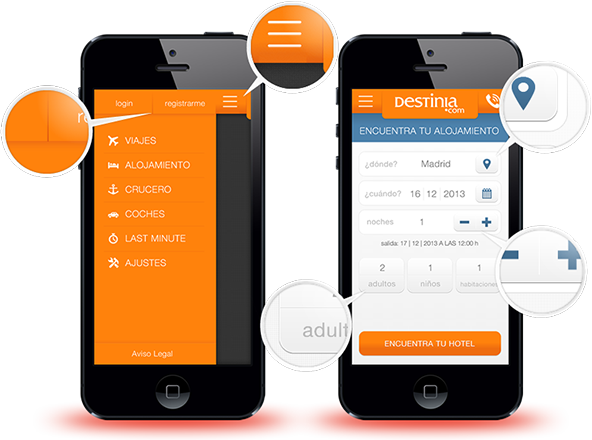 login
registrarme
VIAJES
ALOJAMIENTO
CRUCERO
COCHES
LAST MINUTE
AJUSTES
Aviso Legal
DESTINIA
.com
ENCUENTRA TU ALOJAMIENTO
¿dónde? Madrid
¿cuándo? 16 12 2013
noches 1
salida: 17 | 12 | 2013 A LAS 12:00 h
2 1 1
adultos niños habitaciones
adult
ENCUENTRA TU HOTEL